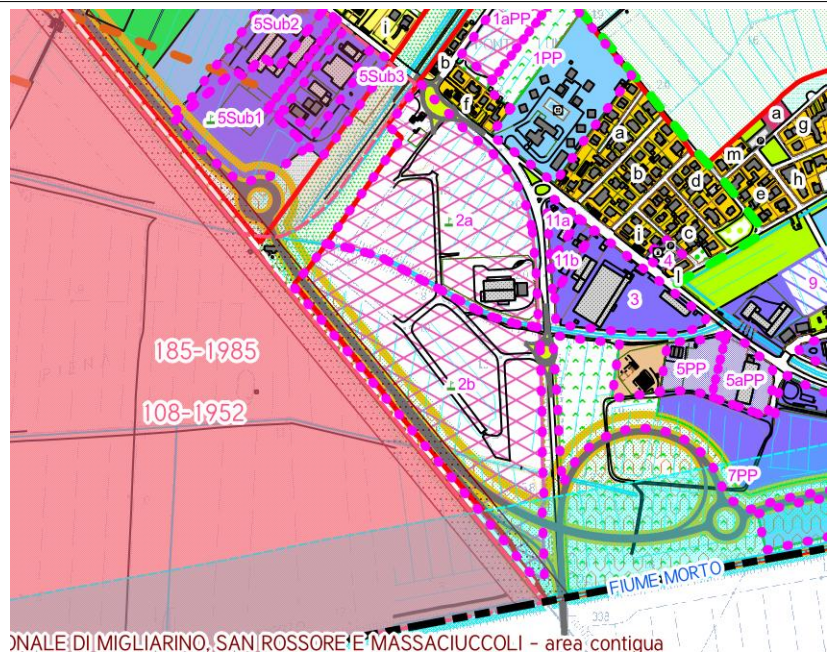 5Sub2
i
1aPP
1PP
5Sub3
b
f
5Sub1
a
a
g
m
b
d
e
h
2a
11a
j
c
4
11b
l
3
9
185-1985
108-1952
2b
5PP
5aPP
7PP
FIUME MORTO
ONALE DI MIGLIARINO, SAN ROSSORE E MASSACIUCCOLI - area contigua